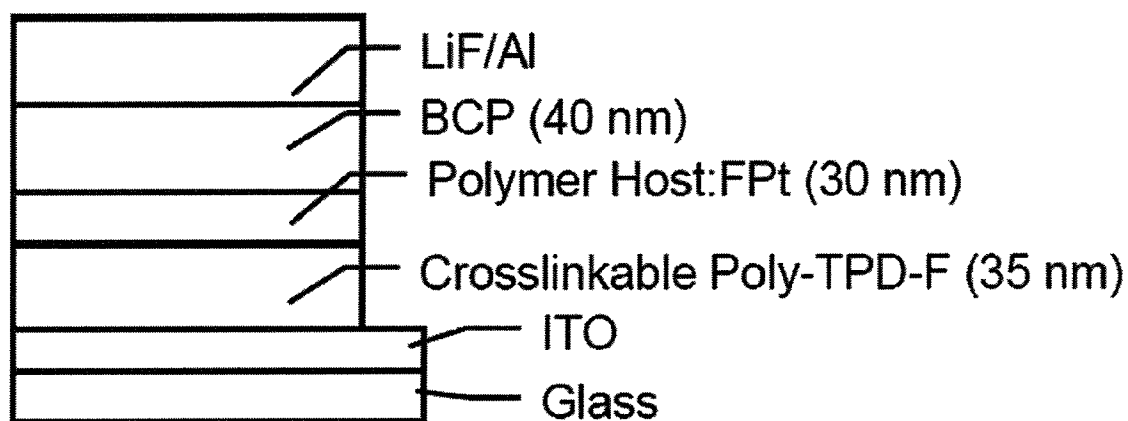 LiF/Al
BCP (40 nm)
Polymer Host:FPt (30 nm)
Crosslinkable Poly-TPD-F (35 nm)
ITO
Glass